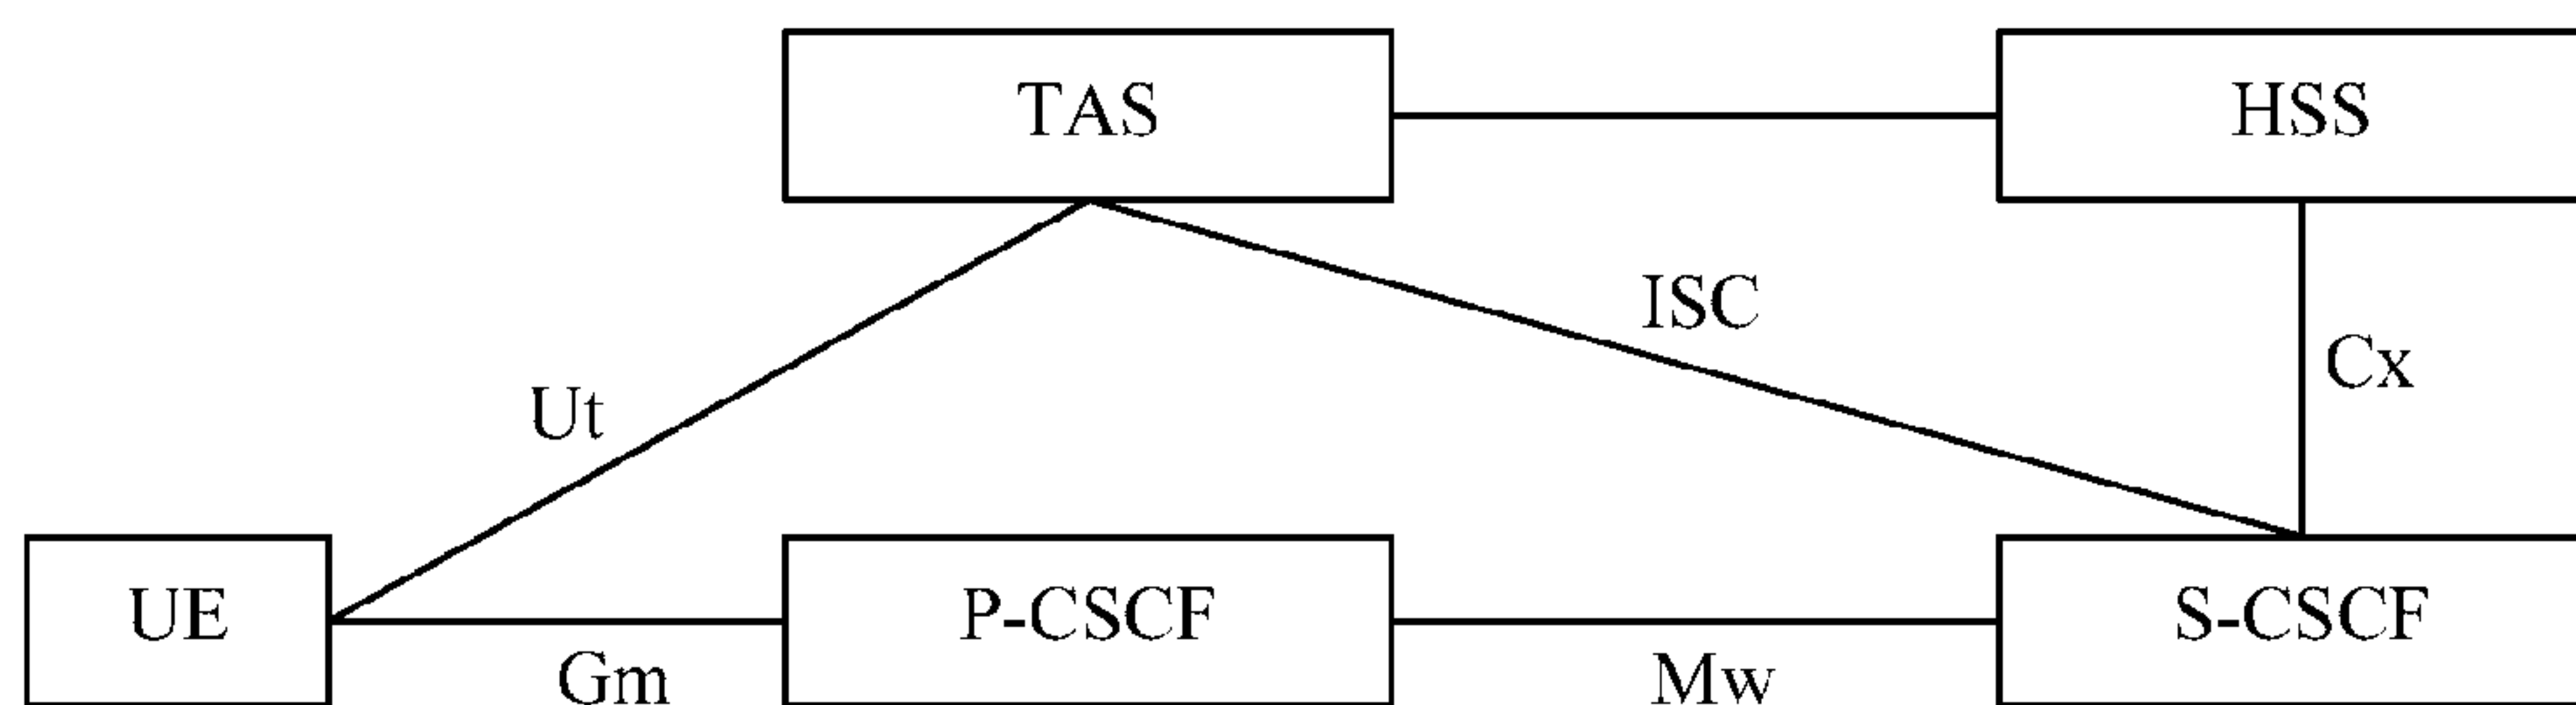 TAS
HSS
ISC
Cx
Ut
UE
P-CSCF
S-CSCF
Gm
Mw